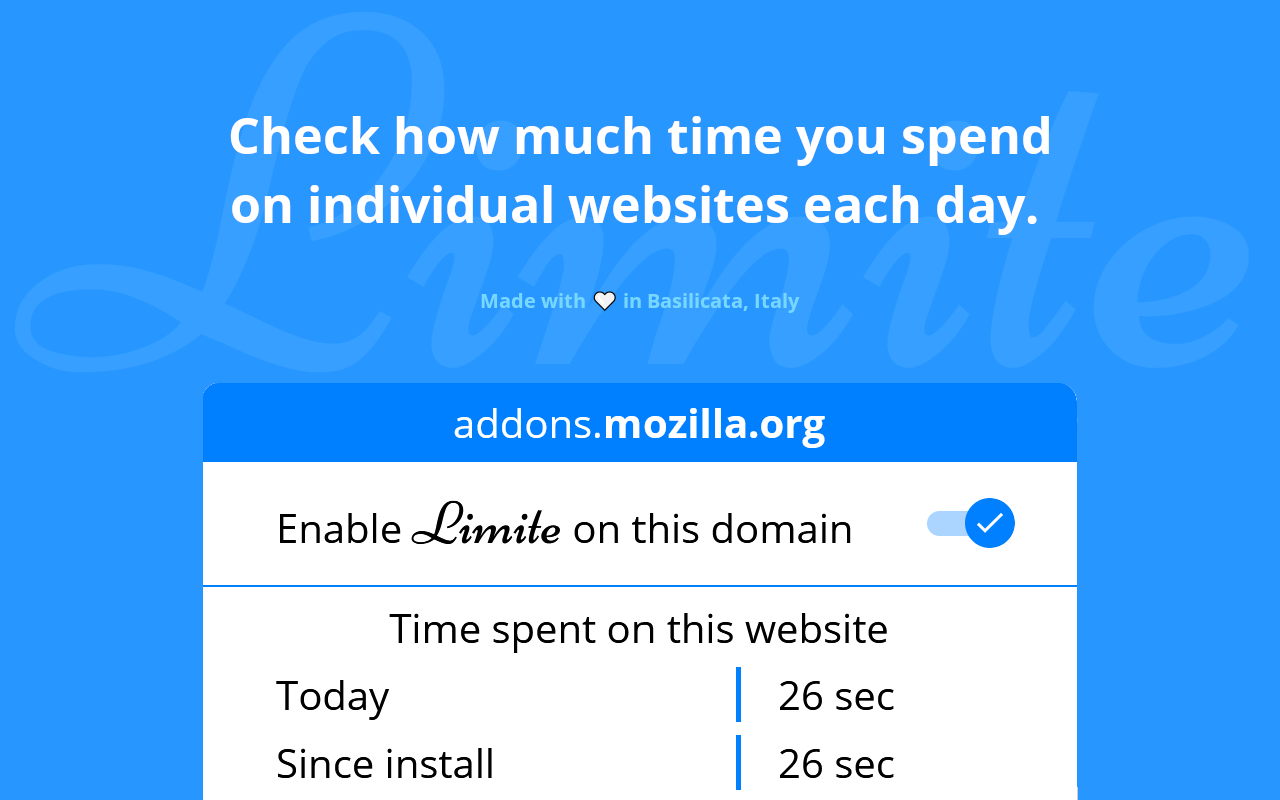 Limite
Check how much time you spend
on individual websites each day.
Made with 🤍 in Basilicata, Italy
addons.mozilla.org
Enable Limite on this domain
Time spent on this website
Today 26 sec
Since install 26 sec